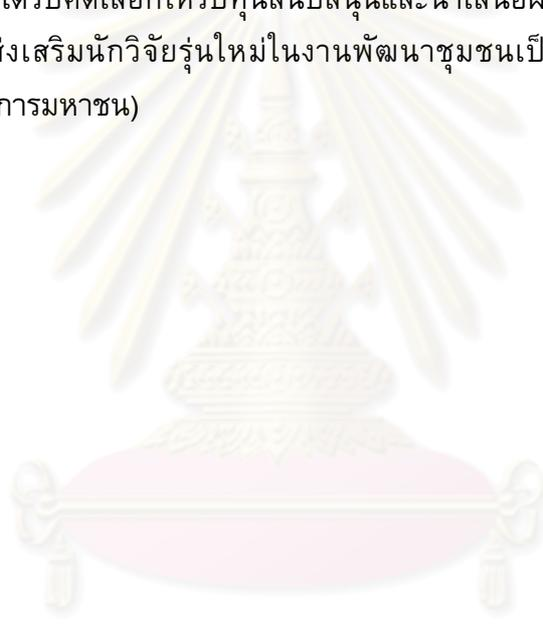 ได้รับคัดเลือกให้รับทุนสนับสนุนและนำเสนอผ
ส่งเสริมนักวิจัยรุ่นใหม่ในงานพัฒนาชุมชนเป็
การมหาชน)